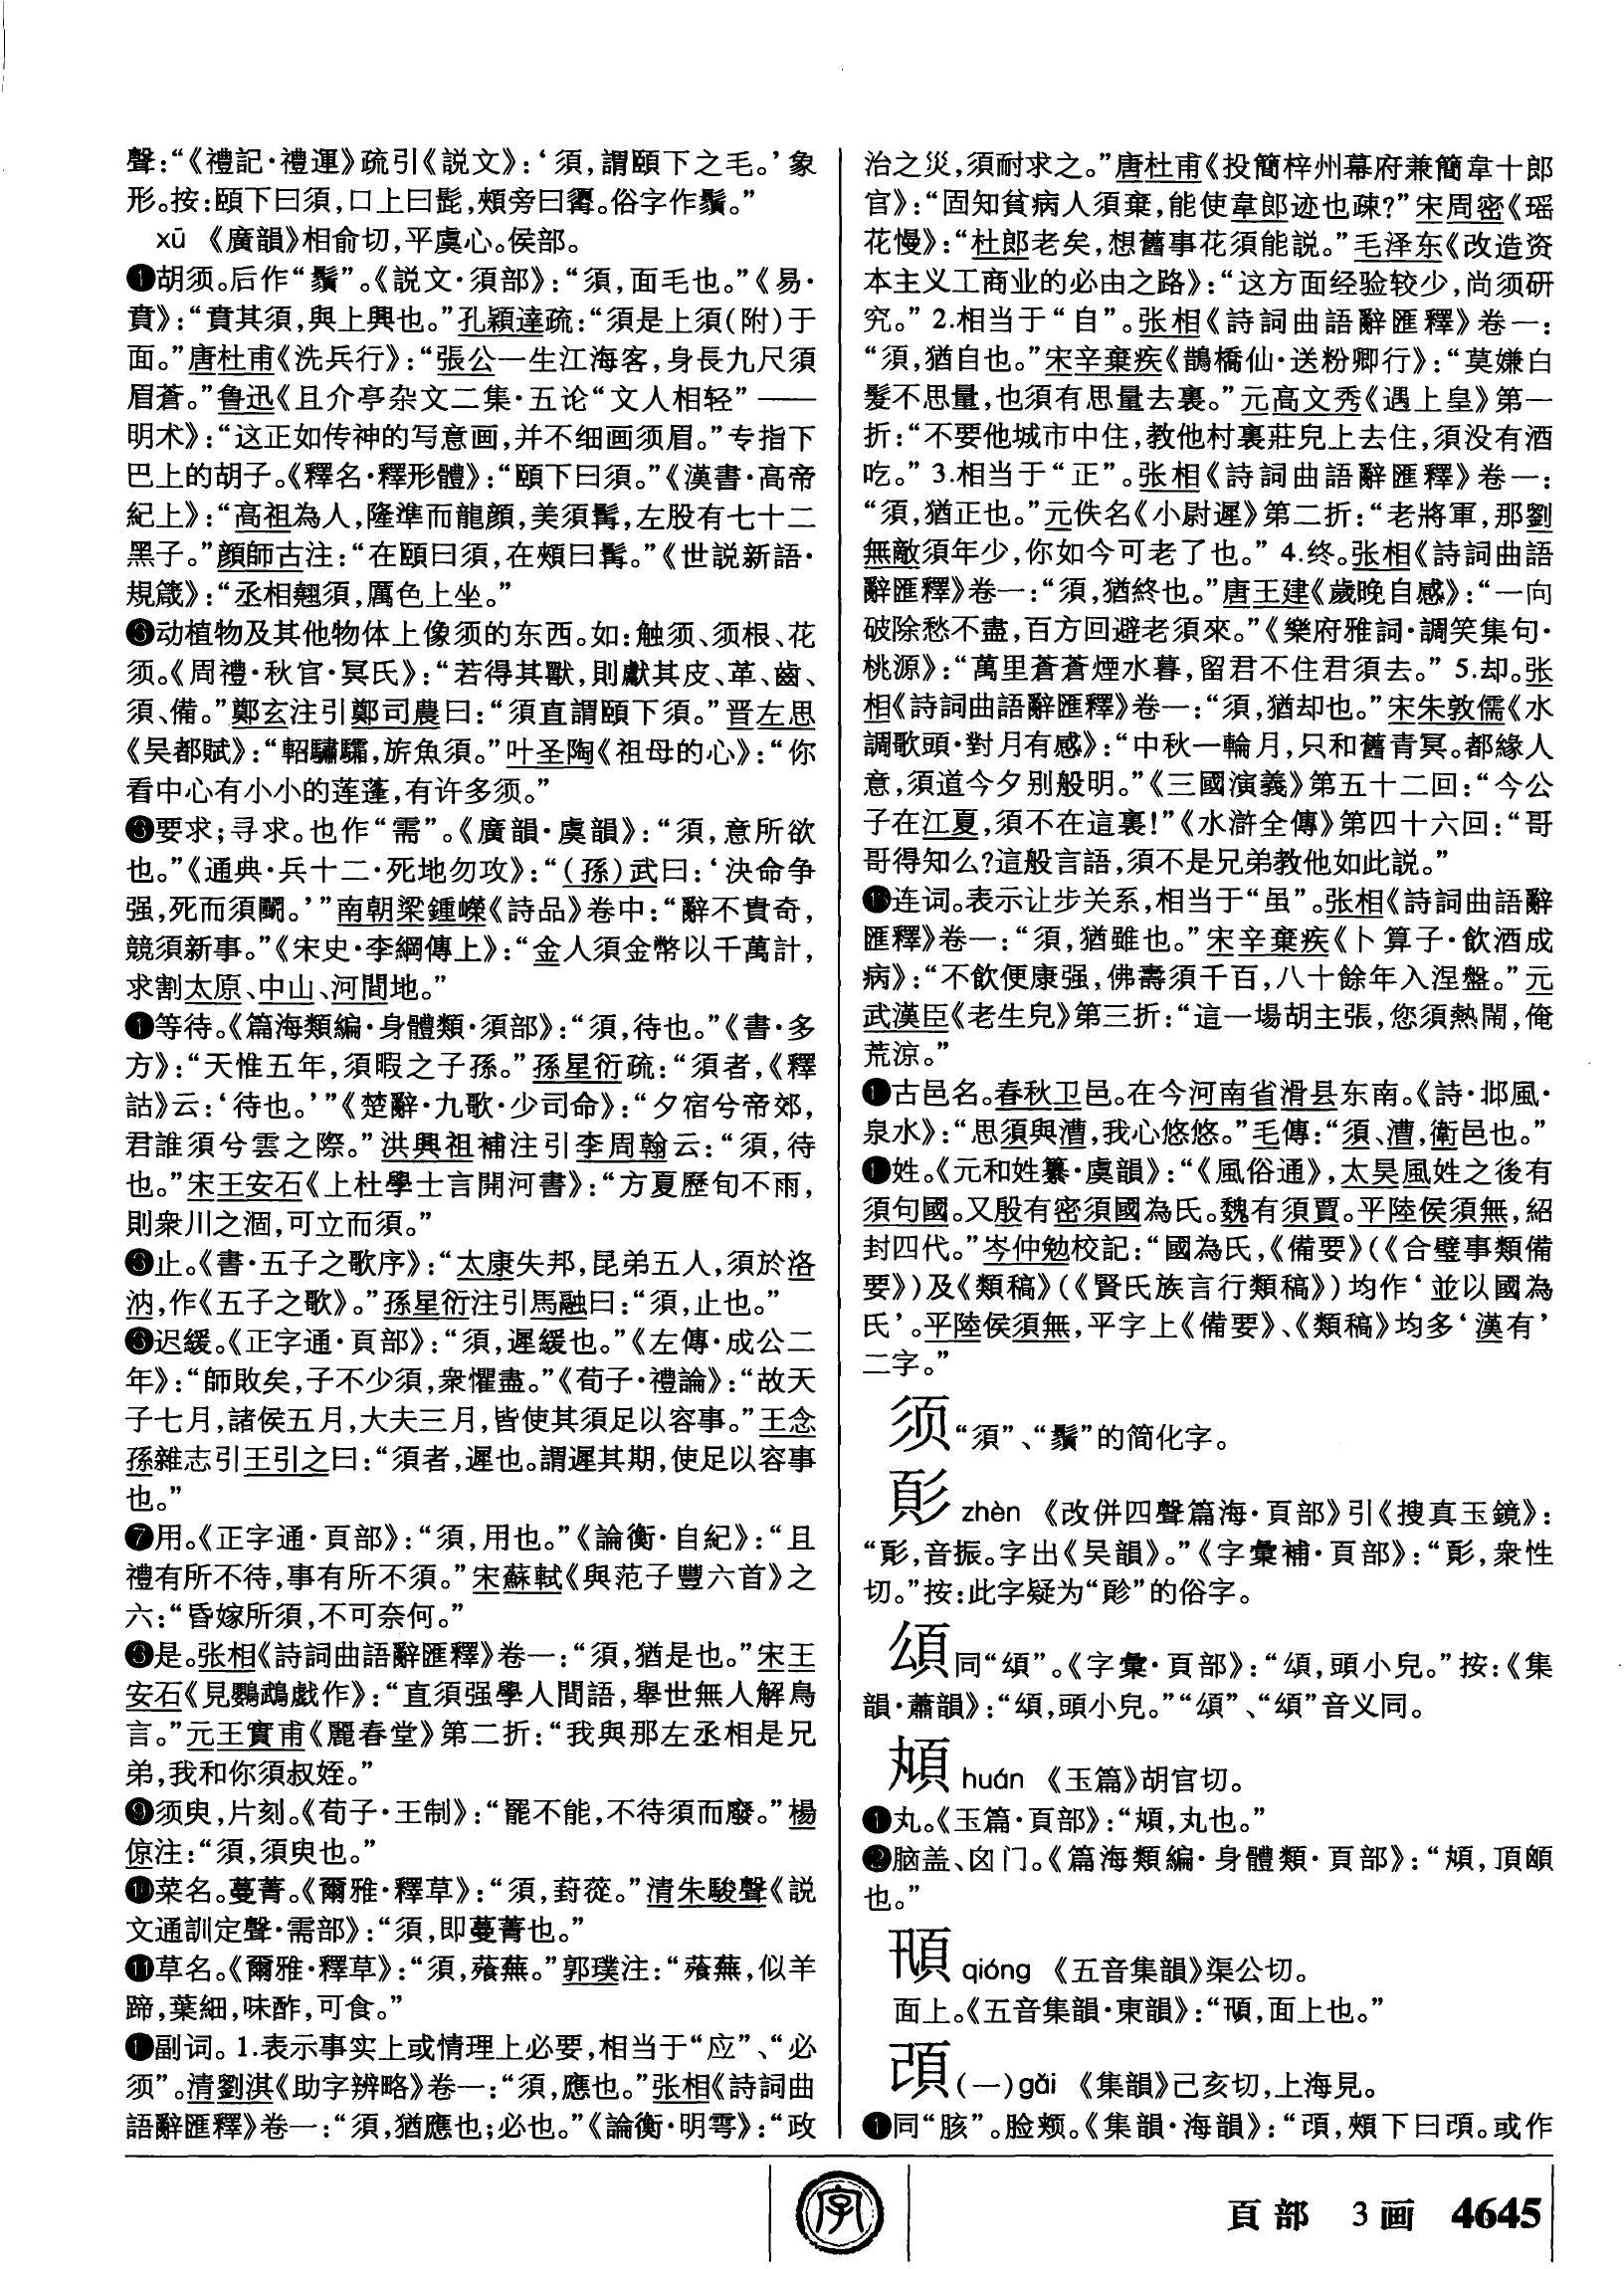 聲：“《禮記·禮運》疏引《説文》：‘須，謂頤下之毛。’象
形。按：頤下曰須，口上曰髭，頰旁曰䰅。俗字作鬚。”
xū 《廣韻》相俞切，平虞心。侯部。
❶胡须。后作“鬚”。《説文·須部》：“須，面毛也。”《易·
賁》：“賁其須，與上興也。”孔穎達疏：“須是上須（附）于
面。”唐杜甫《洗兵行》：“張公一生江海客，身長九尺須
眉蒼。”鲁迅《且介亭杂文二集·五论“文人相轻”——
明术》：“这正如传神的写意画，并不细画须眉。”专指下
巴上的胡子。《釋名·釋形體》：“頤下曰須。”《漢書·高帝
紀上》：“高祖為人，隆準而龍顔，美須髯，左股有七十二
黑子。”顔師古注：“在頤曰須，在頰曰髯。”《世説新語·
規箴》：“丞相翹須，厲色上坐。”
动植物及其他物体上像须的东西。如：触须、须根、花
须。《周禮·秋官·冥氏》：“若得其獸，則獻其皮、革、齒、
須、備。”鄭玄注引鄭司農曰：“須直謂頤下須。”晋左思
《吴都賦》：“軺驌驦，旂魚須。”叶圣陶《祖母的心》：“你
看中心有小小的莲蓬，有许多须。”
❸要求；寻求。也作“需”。《廣韻·虞韻》：“須，意所欲
也。”《通典·兵十二·死地勿攻》：“（孫）武曰：‘決命争
强，死而須鬭。’”南朝梁鍾嶸《詩品》卷中：“辭不貴奇，
競須新事。”《宋史·李綱傳上》：“金人須金幣以千萬計，
求割太原、中山、河間地。”
等待。《篇海類編·身體類·須部》：“須，待也。”《書·多
方》：“天惟五年，須暇之子孫。”孫星衍疏：“須者，《釋
詁》云：‘待也。’”《楚辭·九歌·少司命》：“夕宿兮帝郊，
君誰須兮雲之際。”洪興祖補注引李周翰云：“須，待
也。”宋王安石《上杜學士言開河書》：“方夏歷旬不雨，
則衆川之涸，可立而須。”
止。《書·五子之歌序》：“太康失邦，昆弟五人，須於洛
汭，作《五子之歌》。”孫星衍注引馬融曰：“須，止也。”
迟缓。《正字通·頁部》：“須，遲緩也。”《左傳·成公二
年》：“師敗矣，子不少須，衆懼盡。”《荀子·禮論》：“故天
子七月，諸侯五月，大夫三月，皆使其須足以容事。”王念
孫雜志引王引之曰：“須者，遲也。謂遲其期，使足以容事
也。”
❼用。《正字通·頁部》：“須，用也。”《論衡·自紀》：“且
禮有所不待，事有所不須。”宋蘇軾《與范子豐六首》之
六：“昏嫁所須，不可奈何。”
是。张相《詩詞曲語辭匯釋》卷一：“須，猶是也。”宋王
安石《見鸚鵡戲作》：“直須强學人間語，舉世無人解鳥
言。”元王實甫《麗春堂》第二折：“我與那左丞相是兄
弟，我和你須叔姪。”
❾须臾，片刻。《荀子·王制》：“罷不能，不待須而廢。”楊
倞注：“須，須臾也。”
菜名。蔓菁。《爾雅·釋草》：“須，葑蓯。”清朱駿聲《説
文通訓定聲·需部》：“須，即蔓菁也。”
⓫草名。《爾雅·釋草》：“須，薞蕪。”郭璞注：“薞蕪，似羊
蹄，葉細，味酢，可食。”
副词。1.表示事实上或情理上必要，相当于“应”、“必
须”。清劉淇《助字辨略》卷一：“須，應也。”张相《詩詞曲
語辭匯釋》卷一：“須，猶應也；必也。”《論衡·明雩》：“政
治之災，須耐求之。”唐杜甫《投簡梓州幕府兼簡韋十郎
官》：“固知貧病人須棄，能使韋郎迹也疎？”宋周密《瑶
花慢》：“杜郎老矣，想舊事花須能説。”毛泽东《改造资
本主义工商业的必由之路》：“这方面经验较少，尚须研
究。” 2.相当于“自”。张相《詩詞曲語辭匯釋》卷一：
“須，猶自也。”宋辛棄疾《鵲橋仙·送粉卿行》：“莫嫌白
髮不思量，也須有思量去裏。”元高文秀《遇上皇》第一
折：“不要他城市中住，教他村裏莊兒上去住，須没有酒
吃。” 3.相当于“正”。张相《詩詞曲語辭匯釋》卷一：
“須，猶正也。”元佚名《小尉遲》第二折：“老將軍，那劉
無敵須年少，你如今可老了也。” 4.终。张相《詩詞曲語
辭匯釋》卷一：“須，猶終也。”唐王建《歲晚自感》：“一向
破除愁不盡，百方回避老須來。”《樂府雅詞·調笑集句·
桃源》：“萬里蒼蒼煙水暮，留君不住君須去。” 5.却。张
相《詩詞曲語辭匯釋》卷一：“須，猶却也。”宋朱敦儒《水
調歌頭·對月有感》：“中秋一輪月，只和舊青冥。都緣人
意，須道今夕别般明。”《三國演義》第五十二回：“今公
子在江夏，須不在這裏！”《水滸全傳》第四十六回：“哥
哥得知么？這般言語，須不是兄弟教他如此説。”
连词。表示让步关系，相当于“虽”。张相《詩詞曲語辭
匯釋》卷一：“須，猶雖也。”宋辛棄疾《卜算子·飲酒成
病》：“不飲便康强，佛壽須千百，八十餘年入涅盤。”元
武漢臣《老生兒》第三折：“這一場胡主張，您須熱鬧，俺
荒涼。”
古邑名。春秋卫邑。在今河南省滑县东南。《詩·邶風·
泉水》：“思須與漕，我心悠悠。”毛傳：“須、漕，衛邑也。”
姓。《元和姓纂·虞韻》：“《風俗通》，太昊風姓之後有
須句國。又殷有密須國為氏。魏有須賈。平陸侯須無，紹
封四代。”岑仲勉校記：“國為氏，《備要》（《合璧事類備
要》）及《類稿》（《賢氏族言行類稿》）均作‘並以國為
氏’。平陸侯須無，平字上《備要》、《類稿》均多‘漢有’
二字。”
须“須”、“鬚”的简化字。
zhèn 《改併四聲篇海·頁部》引《搜真玉鏡》：
“，音振。字出《吴韻》。”《字彙補·頁部》：“，衆性
切。”按：此字疑为“”的俗字。
同“”。《字彙·頁部》：“，頭小皃。”按：《集
韻·蕭韻》：“，頭小皃。”“”、“”音义同。
huán 《玉篇》胡官切。
❶丸。《玉篇·頁部》：“，丸也。”
❷脑盖、囟门。《篇海類編·身體類·頁部》：“，頂頗
也。”
qióng 《五音集韻》渠公切。
面上。《五音集韻·東韻》：“，面上也。”
頙（一）gǎi 《集韻》己亥切，上海見。
❶同“胲”。脸颊。《集韻·海韻》：“，頰下曰。或作
字
頁部 3画 4645